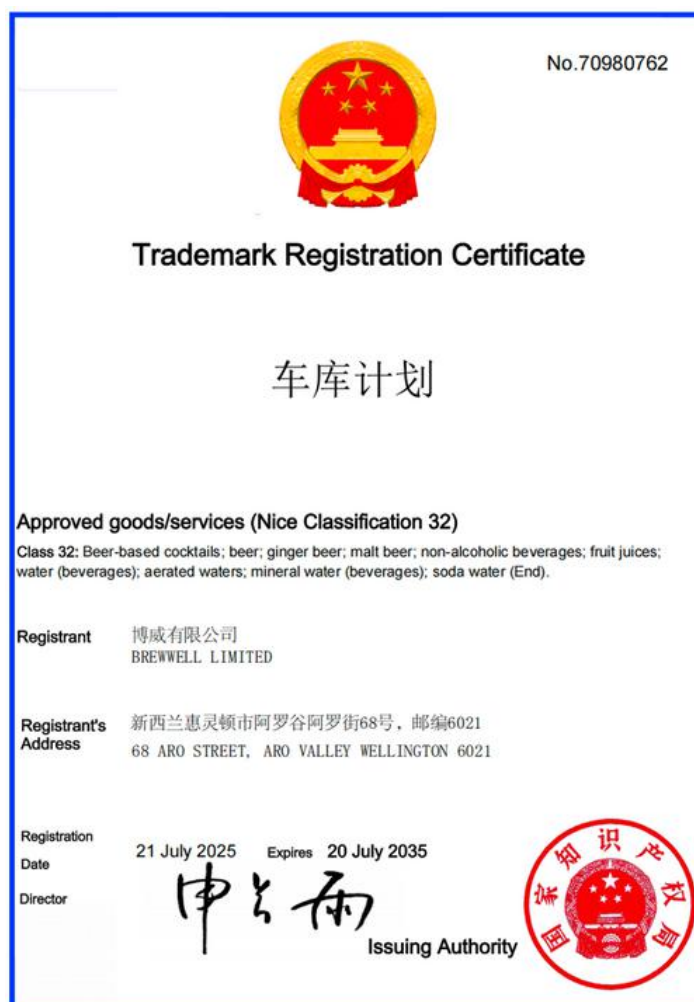 No.70980762
Trademark Registration Certificate
车库计划
Approved goods/services (Nice Classification 32)
Class 32: Beer-based cocktails; beer; ginger beer; malt beer; non-alcoholic beverages; fruit juices;
water (beverages); aerated waters; mineral water (beverages); soda water (End).
Registrant 博威有限公司
BREWWELL LIMITED
Registrant's Address 新西兰惠灵顿市阿罗谷阿罗街68号，邮编6021
68 ARO STREET, ARO VALLEY WELLINGTON 6021
Registration Date 21 July 2025 Expires 20 July 2035
Director 申长雨
Issuing Authority
国家知识产权局